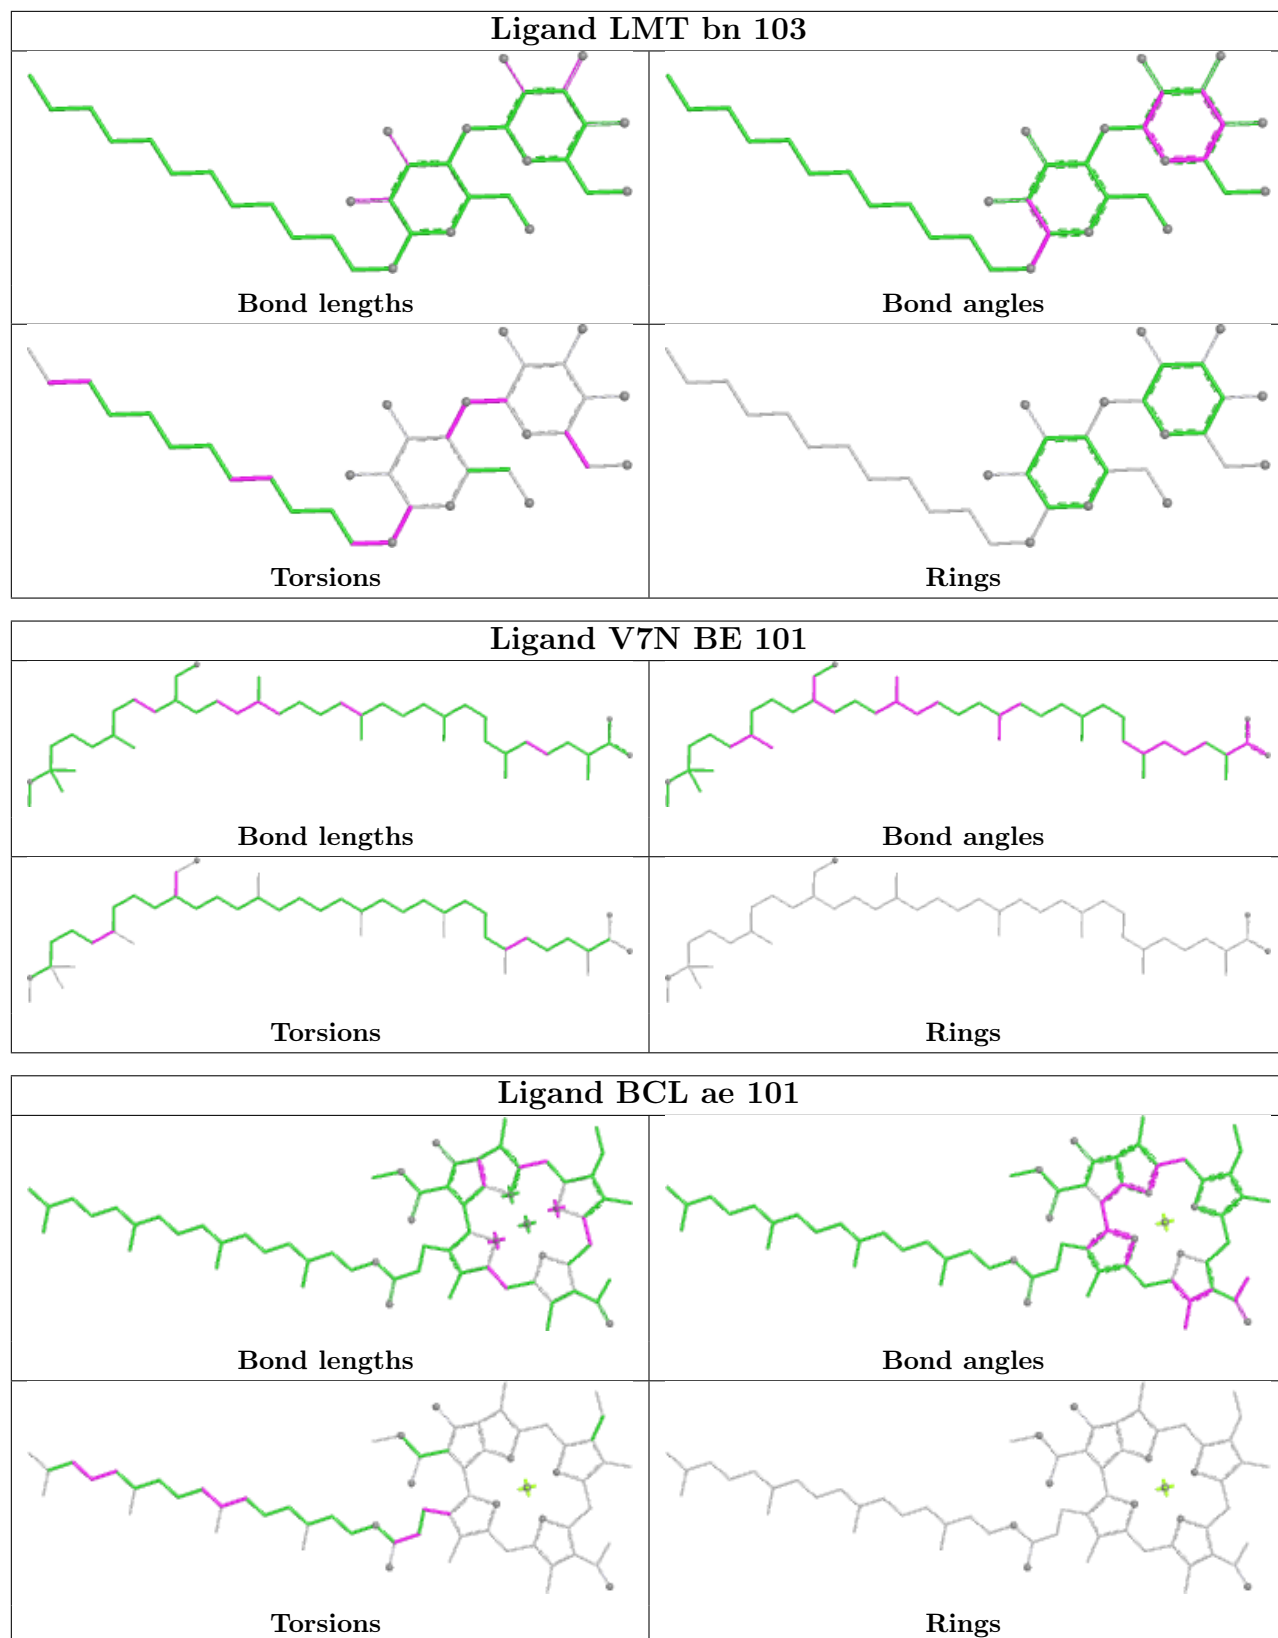 Ligand LMT bn 103
Bond lengths
Bond angles
Torsions
Rings
Ligand V7N BE 101
Bond lengths
Bond angles
Torsions
Rings
Ligand BCL ae 101
Bond lengths
Bond angles
Torsions
Rings